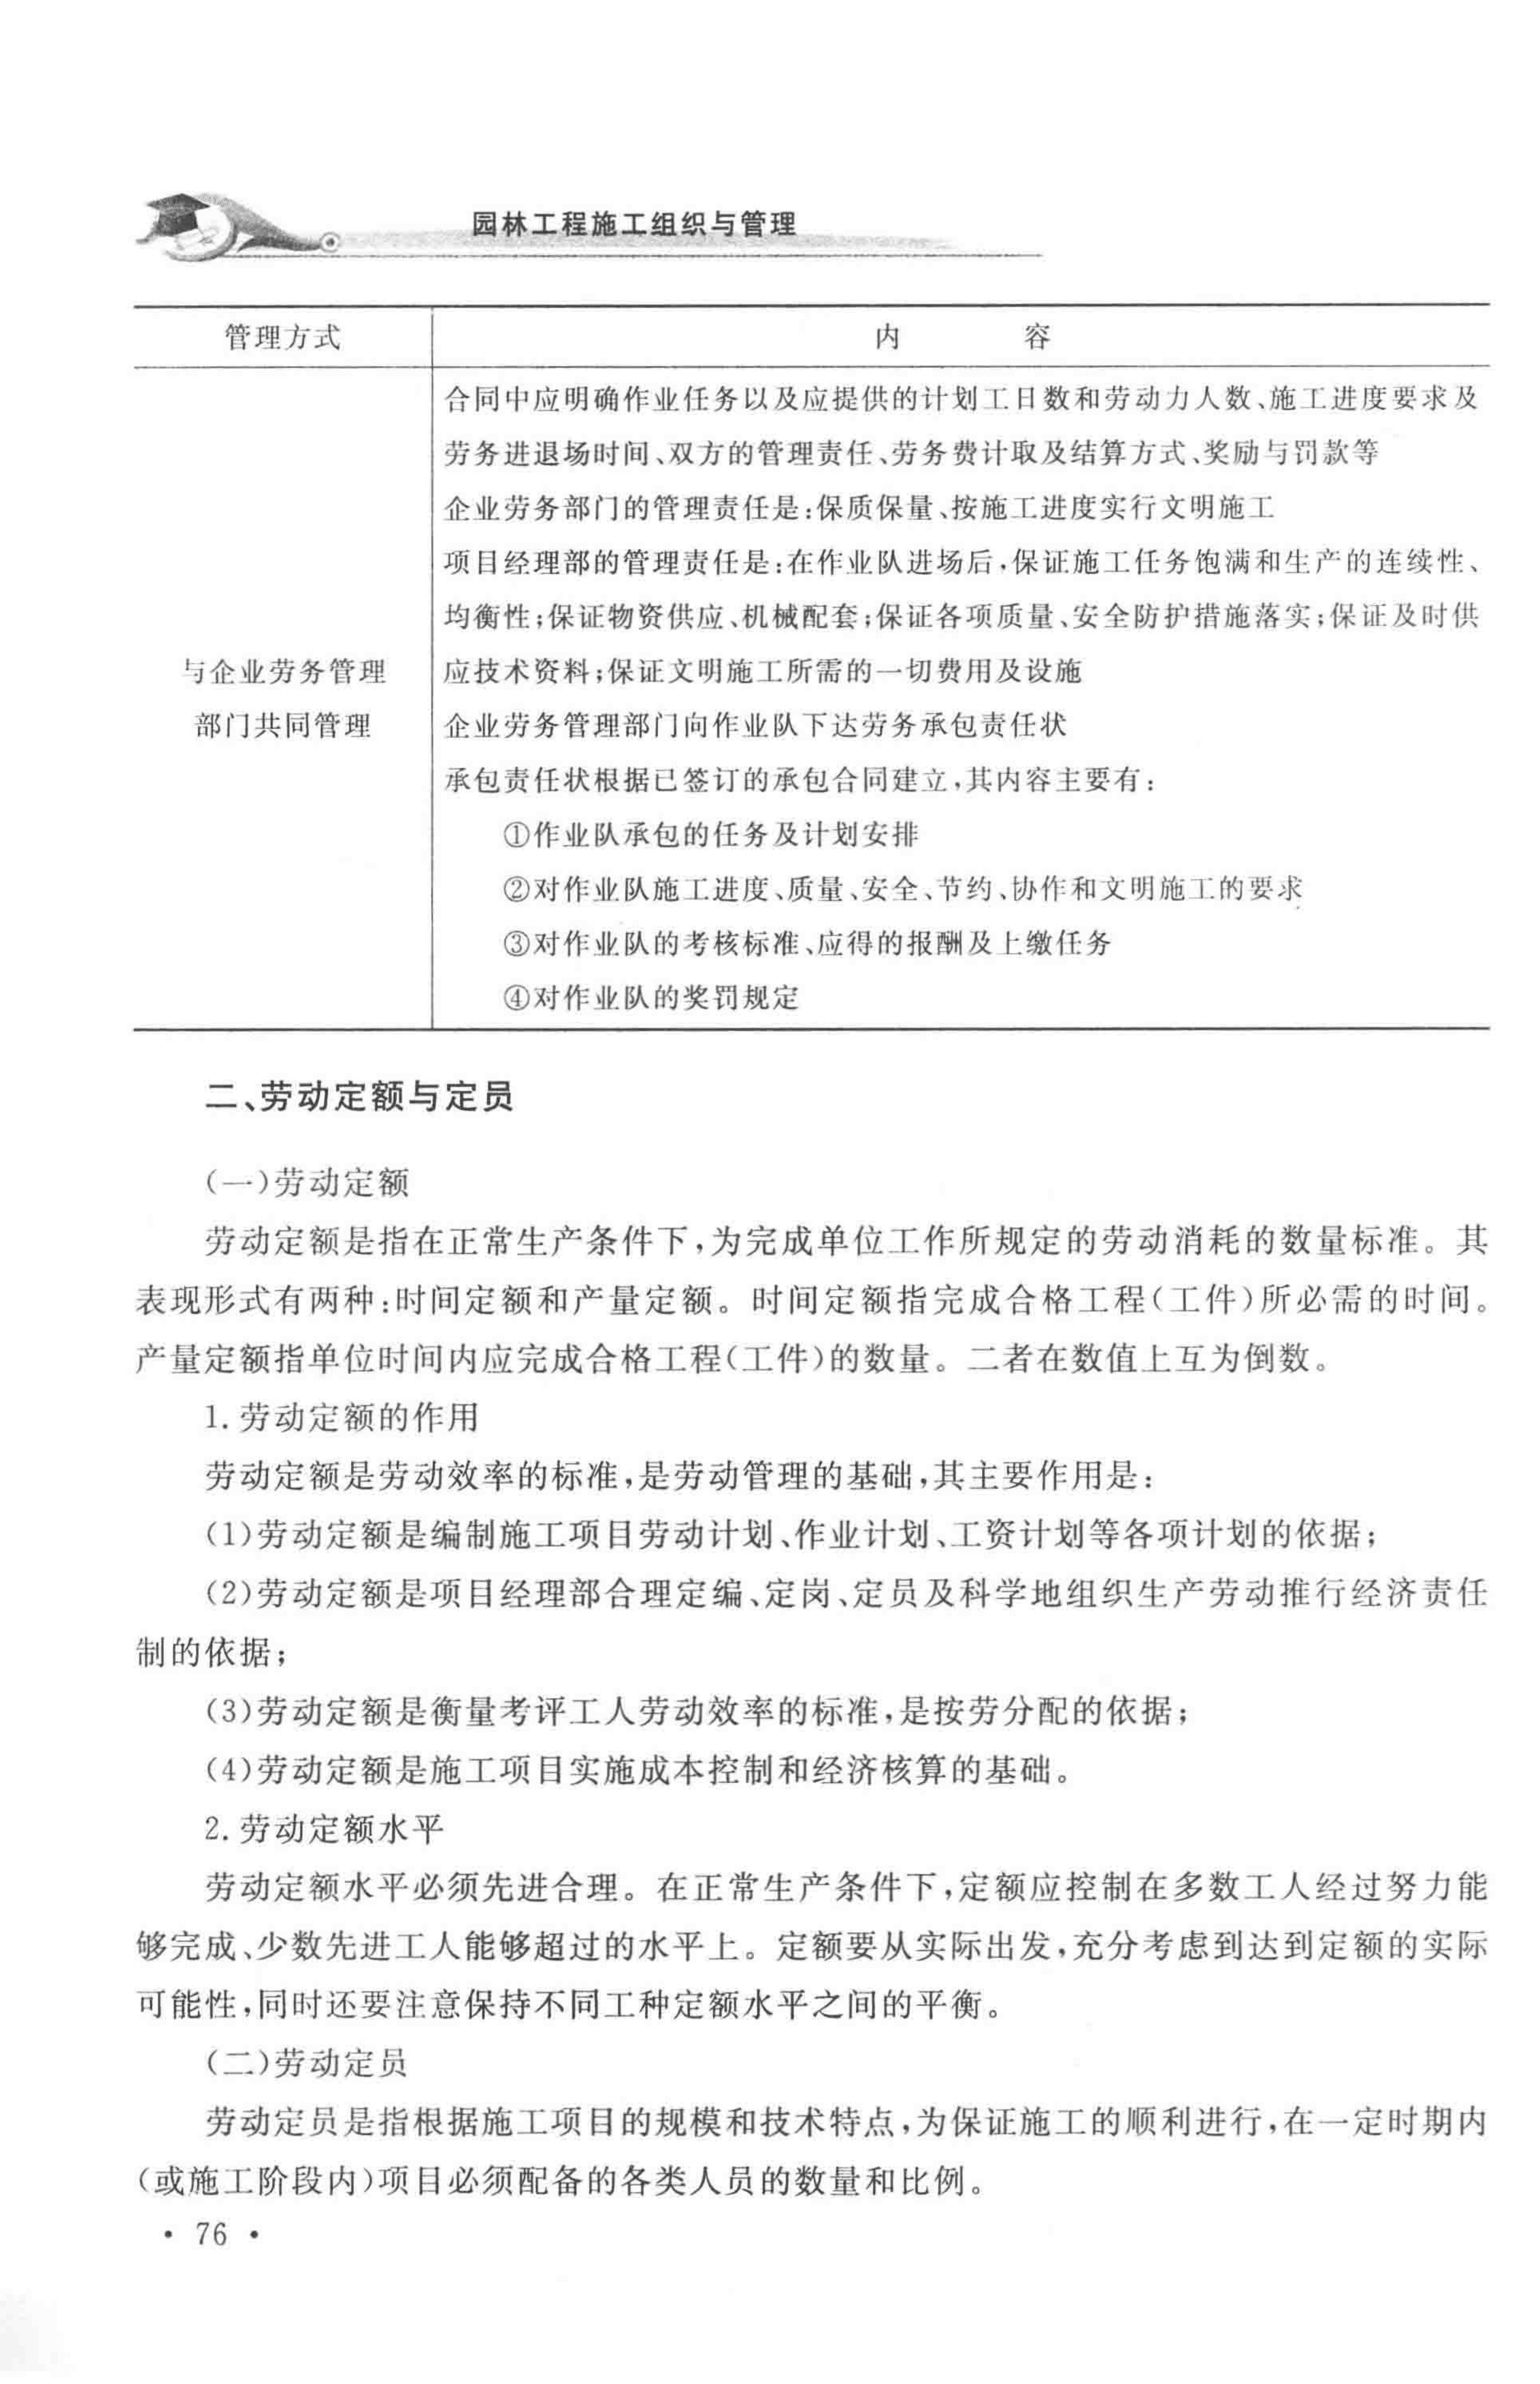 园林工程施工组织与管理
管理方式 内 容
合同中应明确作业任务以及应提供的计划工日数和劳动力人数、施工进度要求及
劳务进退场时间、双方的管理责任、劳务费计取及结算方式、奖励与罚款等
企业劳务部门的管理责任是:保质保量、按施工进度实行文明施工
项目经理部的管理责任是:在作业队进场后,保证施工任务饱满和生产的连续性、
均衡性;保证物资供应、机械配套;保证各项质量、安全防护措施落实;保证及时供
与企业劳务管理 应技术资料;保证文明施工所需的一切费用及设施
部门共同管理 企业劳务管理部门向作业队下达劳务承包责任状
承包责任状根据已签订的承包合同建立,其内容主要有:
①作业队承包的任务及计划安排
②对作业队施工进度、质量、安全、节约、协作和文明施工的要求
③对作业队的考核标准、应得的报酬及上缴任务
④对作业队的奖罚规定
二、劳动定额与定员
(一)劳动定额
劳动定额是指在正常生产条件下,为完成单位工作所规定的劳动消耗的数量标准。其
表现形式有两种:时间定额和产量定额。时间定额指完成合格工程(工件)所必需的时间。
产量定额指单位时间内应完成合格工程(工件)的数量。二者在数值上互为倒数。
1. 劳动定额的作用
劳动定额是劳动效率的标准,是劳动管理的基础,其主要作用是:
(1)劳动定额是编制施工项目劳动计划、作业计划、工资计划等各项计划的依据;
(2)劳动定额是项目经理部合理定编、定岗、定员及科学地组织生产劳动推行经济责任
制的依据;
(3)劳动定额是衡量考评工人劳动效率的标准,是按劳分配的依据;
(4)劳动定额是施工项目实施成本控制和经济核算的基础。
2. 劳动定额水平
劳动定额水平必须先进合理。在正常生产条件下,定额应控制在多数工人经过努力能
够完成、少数先进工人能够超过的水平上。定额要从实际出发,充分考虑到达到定额的实际
可能性,同时还要注意保持不同工种定额水平之间的平衡。
(二)劳动定员
劳动定员是指根据施工项目的规模和技术特点,为保证施工的顺利进行,在一定时期内
(或施工阶段内)项目必须配备的各类人员的数量和比例。
• 76 •